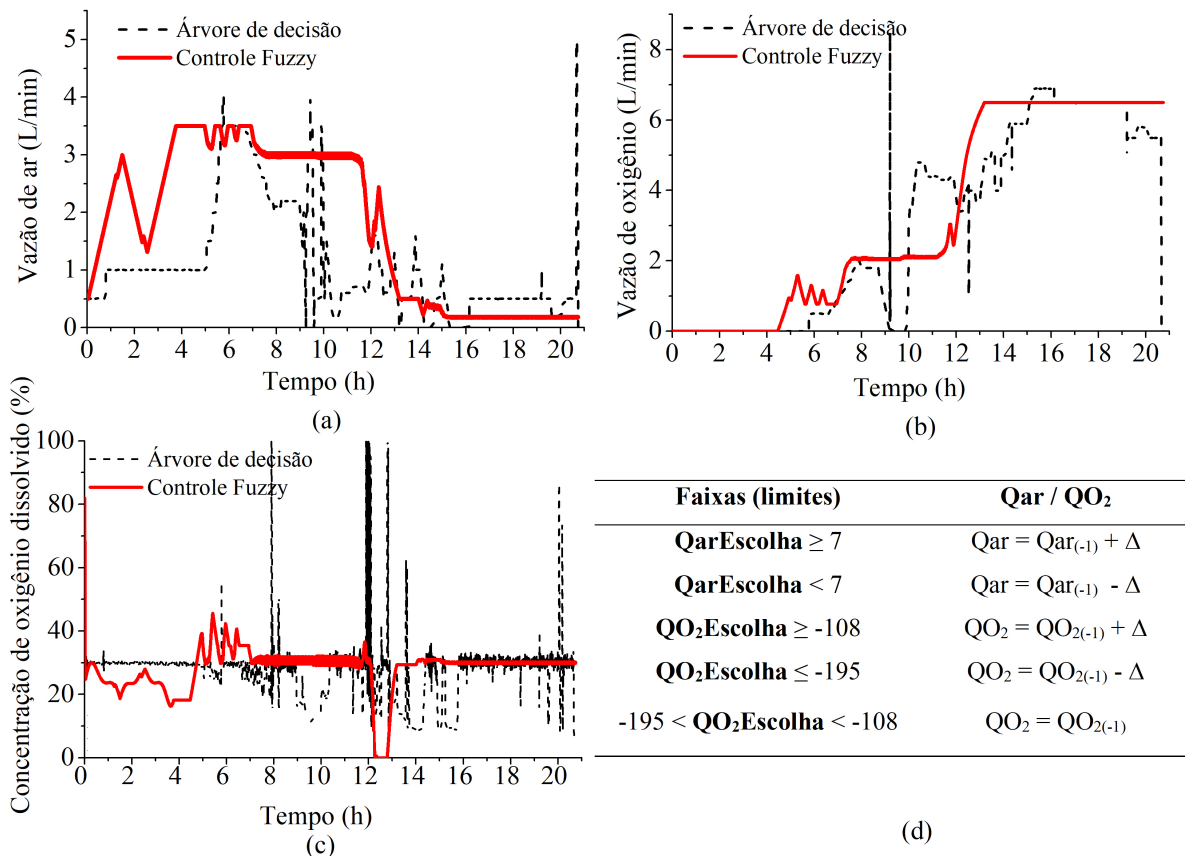 Árvore de decisão
Controle Fuzzy
Vazão de ar (L/min)
5
4
3
2
1
0
0 2 4 6 8 10 12 14 16 18 20
Tempo (h)
(a)
Árvore de decisão
Controle Fuzzy
Vazão de oxigênio (L/min)
8
6
4
2
0
0 2 4 6 8 10 12 14 16 18 20
Tempo (h)
(b)
Árvore de decisão
Controle Fuzzy
Concentração de oxigênio dissolvido (%)
100
80
60
40
20
0
0 2 4 6 8 10 12 14 16 18 20
Tempo (h)
(c)
Faixas (limites) Qar / QO₂
QarEscolha ≥ 7 Qar = Qar₍₋₁₎ + Δ
QarEscolha < 7 Qar = Qar₍₋₁₎ - Δ
QO₂Escolha ≥ -108 QO₂ = QO₂₍₋₁₎ + Δ
QO₂Escolha ≤ -195 QO₂ = QO₂₍₋₁₎ - Δ
-195 < QO₂Escolha < -108 QO₂ = QO₂₍₋₁₎
(d)